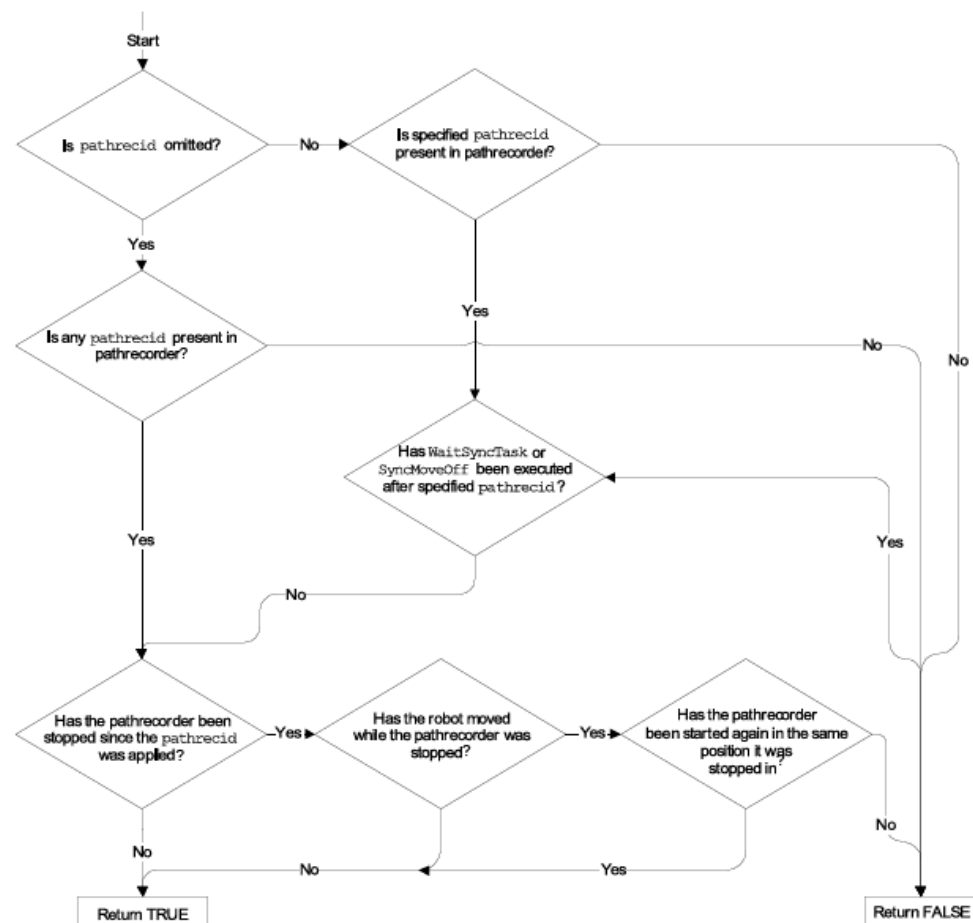 Start
Is pathrecid omitted?
No
Is specified pathrecid
present in pathrecorder?
Yes
Yes
Is any pathrecid present in
pathrecorder?
No
No
Has WaitSyncTask or
SyncMoveOff been executed
after specified pathrecid?
Yes
Yes
No
Has the pathrecorder been
stopped since the pathrecid
was applied?
Yes
Has the robot moved
while the pathrecorder was
stopped?
Yes
Has the pathrecorder
been started again in the same
position it was
stopped in?
No
No
No
Yes
Return TRUE
Return FALSE